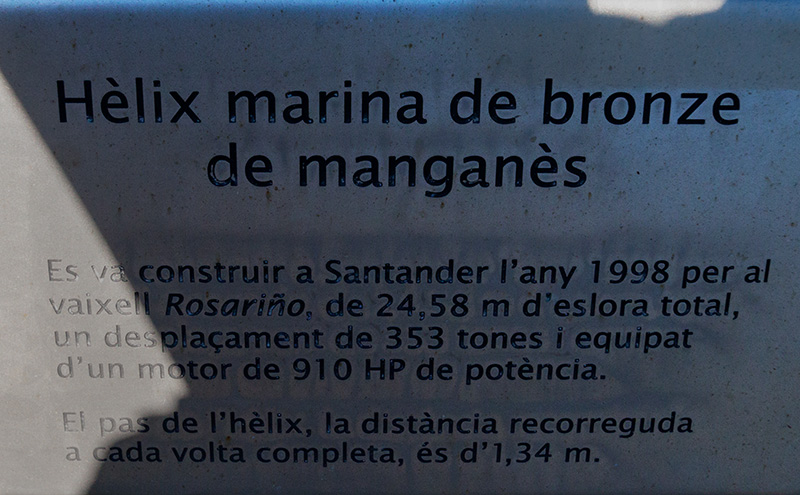 Hèlix marina de bronze
de manganès
Es va construir a Santander l'any 1998 per al
vaixell Rosariño, de 24,58 m d'eslora total,
un desplaçament de 353 tones i equipat
d'un motor de 910 HP de potència.
El pas de l'hèlix, la distància recorreguda
a cada volta completa, és d'1,34 m.